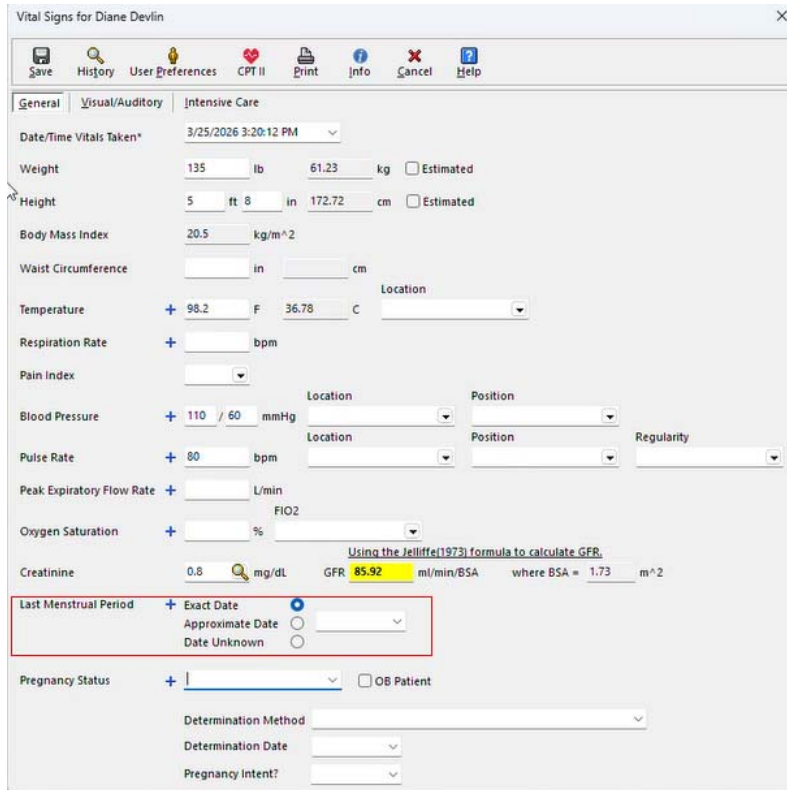 Vital Signs for Diane Devlin
Save History User Preferences CPT II Print Info Cancel Help
General Visual/Auditory Intensive Care
Date/Time Vitals Taken* 3/25/2026 3:20:12 PM
Weight 135 lb 61.23 kg Estimated
Height 5 ft 8 in 172.72 cm Estimated
Body Mass Index 20.5 kg/m^2
Waist Circumference in cm
Location
Temperature + 98.2 F 36.78 C
Respiration Rate + bpm
Pain Index
Location Position
Blood Pressure + 110 / 60 mmHg
Location Position Regularity
Pulse Rate + 80 bpm
Peak Expiratory Flow Rate + L/min
FIO2
Oxygen Saturation + %
Using the Jelliffe(1973) formula to calculate GFR.
Creatinine 0.8 mg/dL GFR 85.92 ml/min/BSA where BSA = 1.73 m^2
Last Menstrual Period + Exact Date
Approximate Date
Date Unknown
Pregnancy Status + OB Patient
Determination Method
Determination Date
Pregnancy Intent?